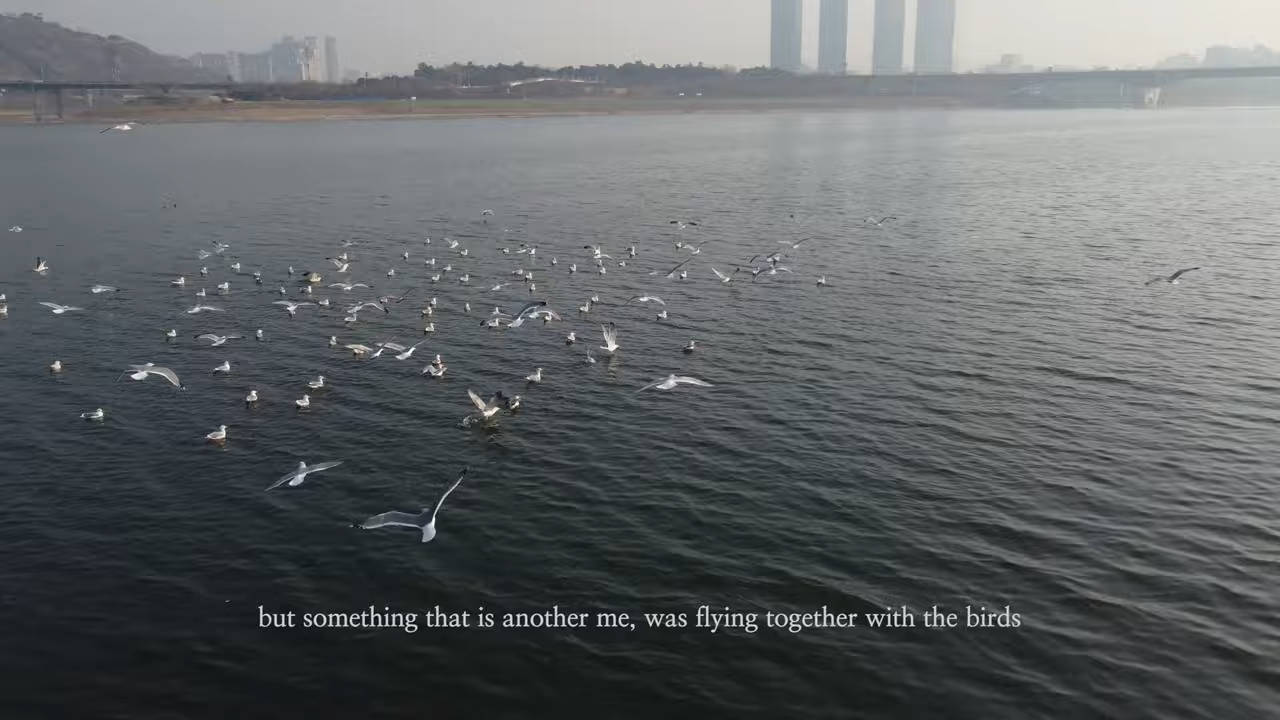 but something that is another me, was flying together with the birds